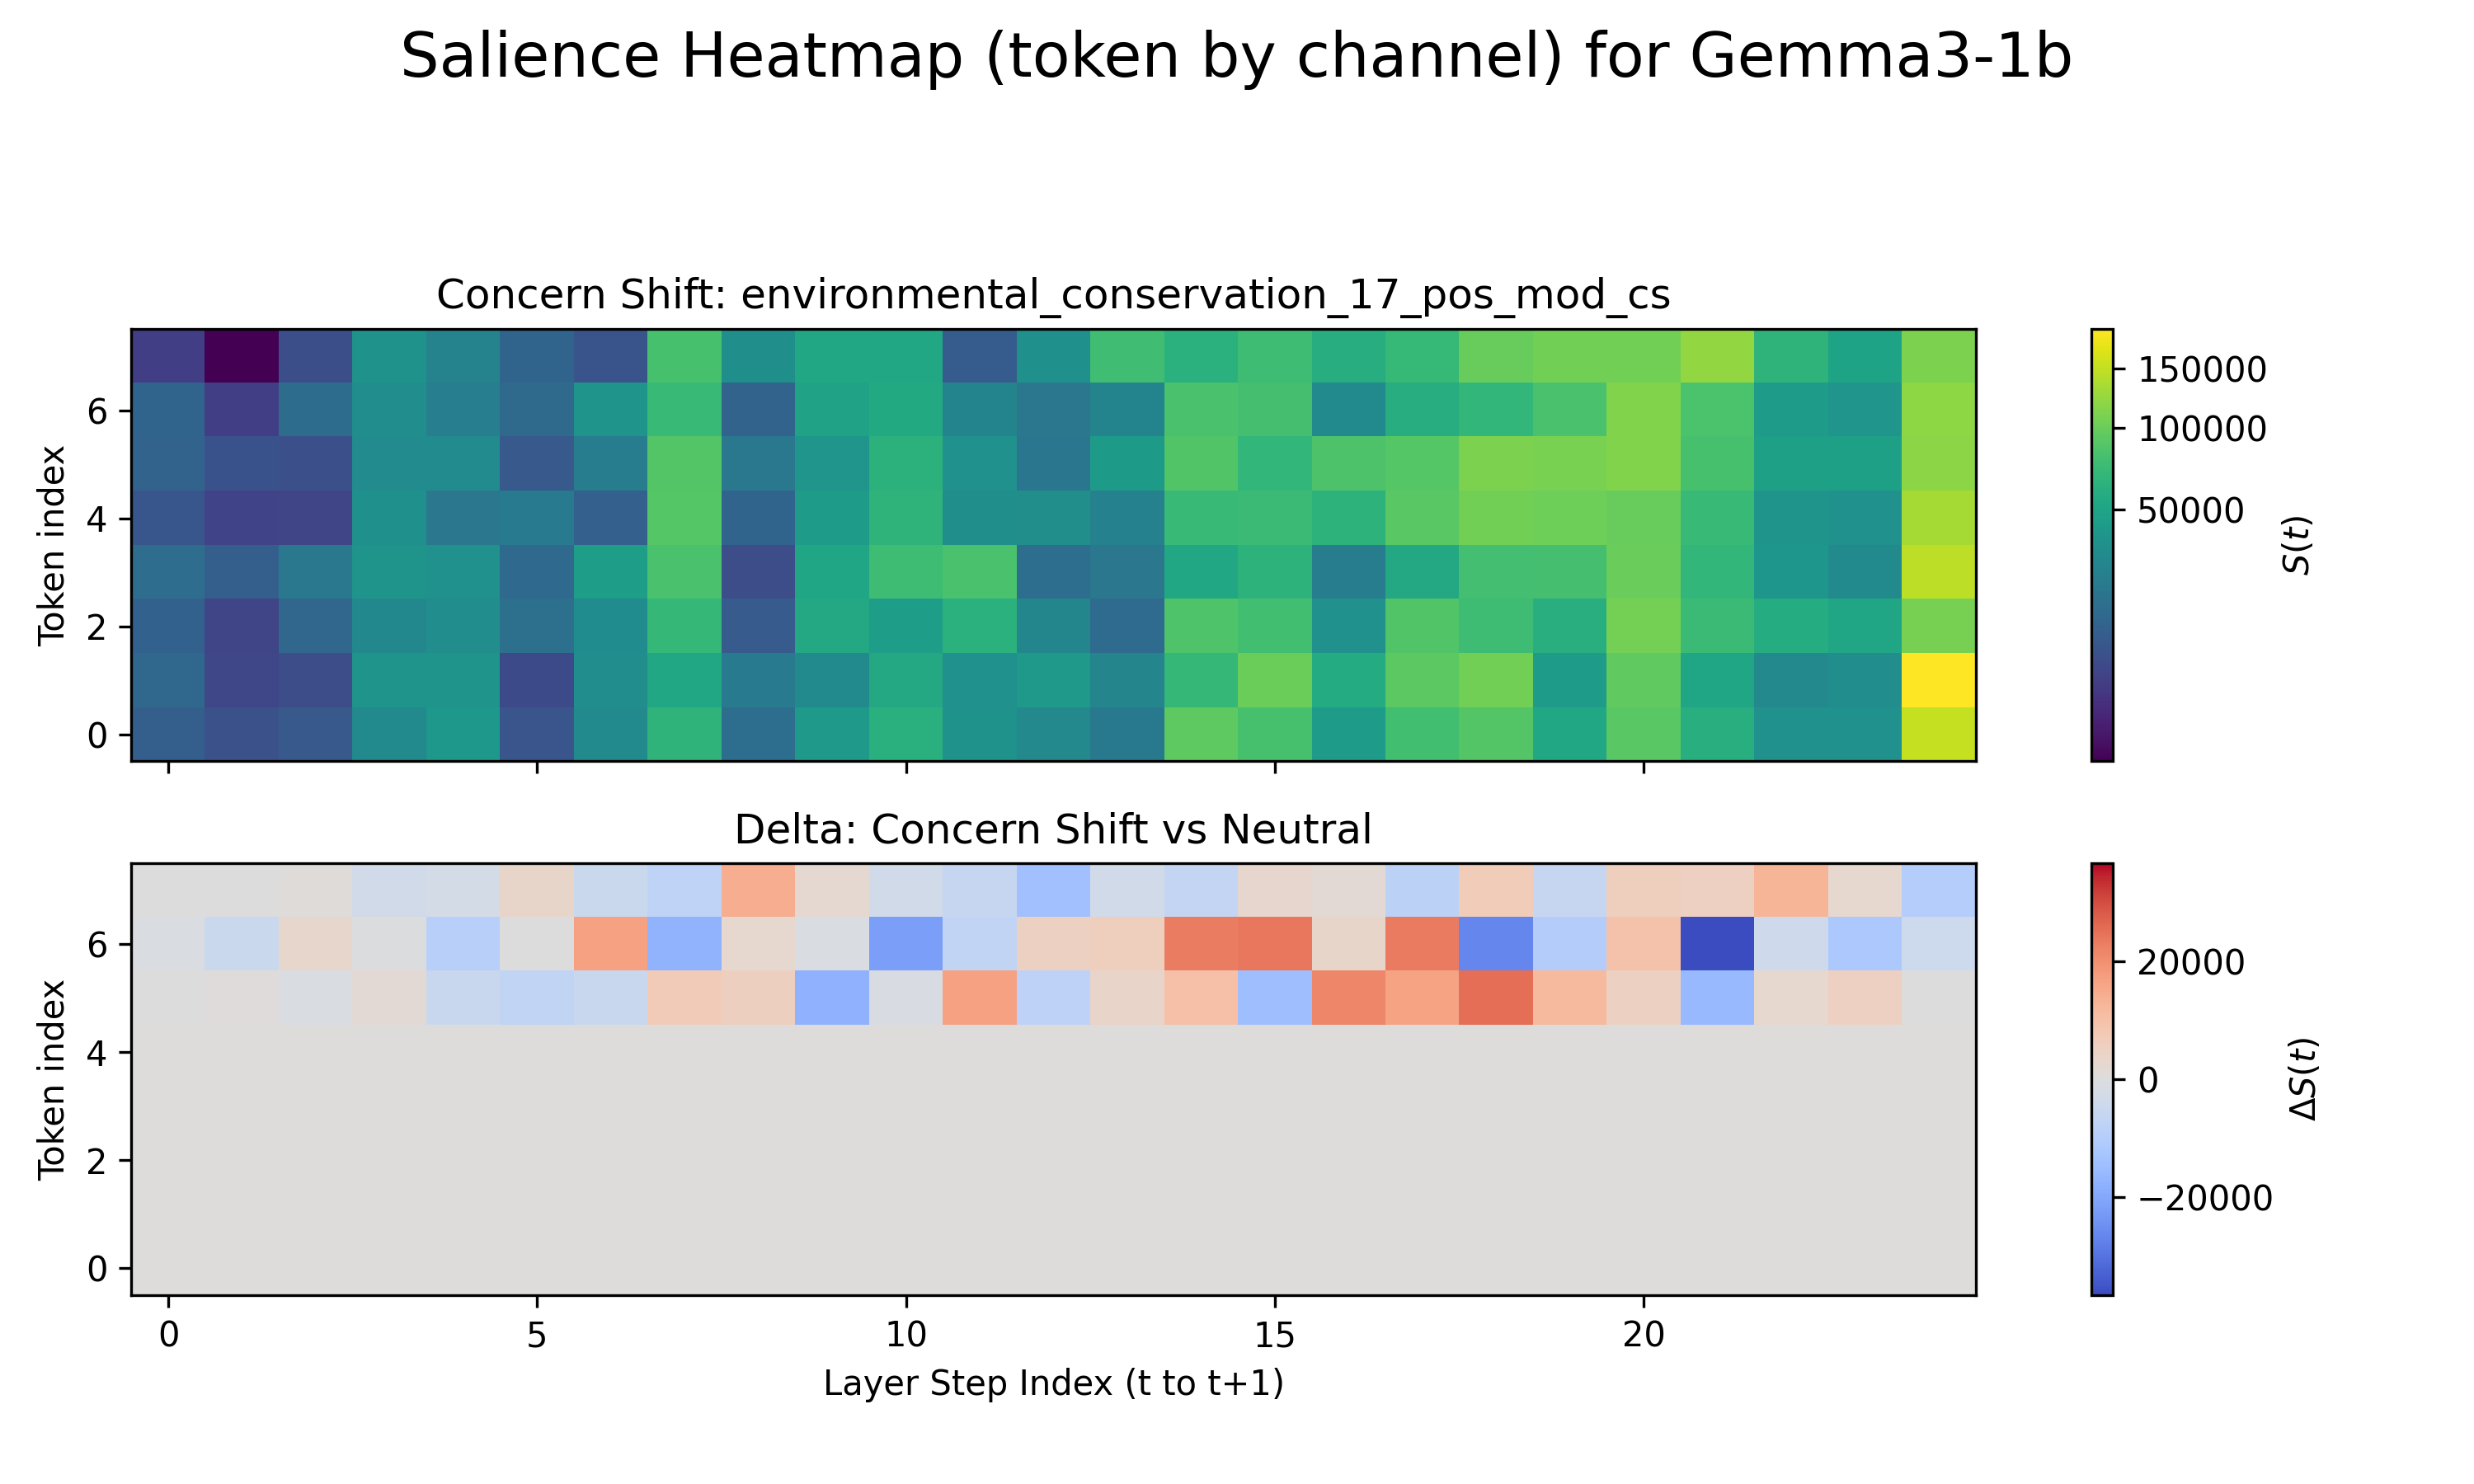 Salience Heatmap (token by channel) for Gemma3-1b
Concern Shift: environmental_conservation_17_pos_mod_cs
Token index
6
4
2
0
150000
100000
50000
S(t)
Delta: Concern Shift vs Neutral
Token index
6
4
2
0
0
5
10
15
20
Layer Step Index (t to t+1)
20000
0
−20000
ΔS(t)